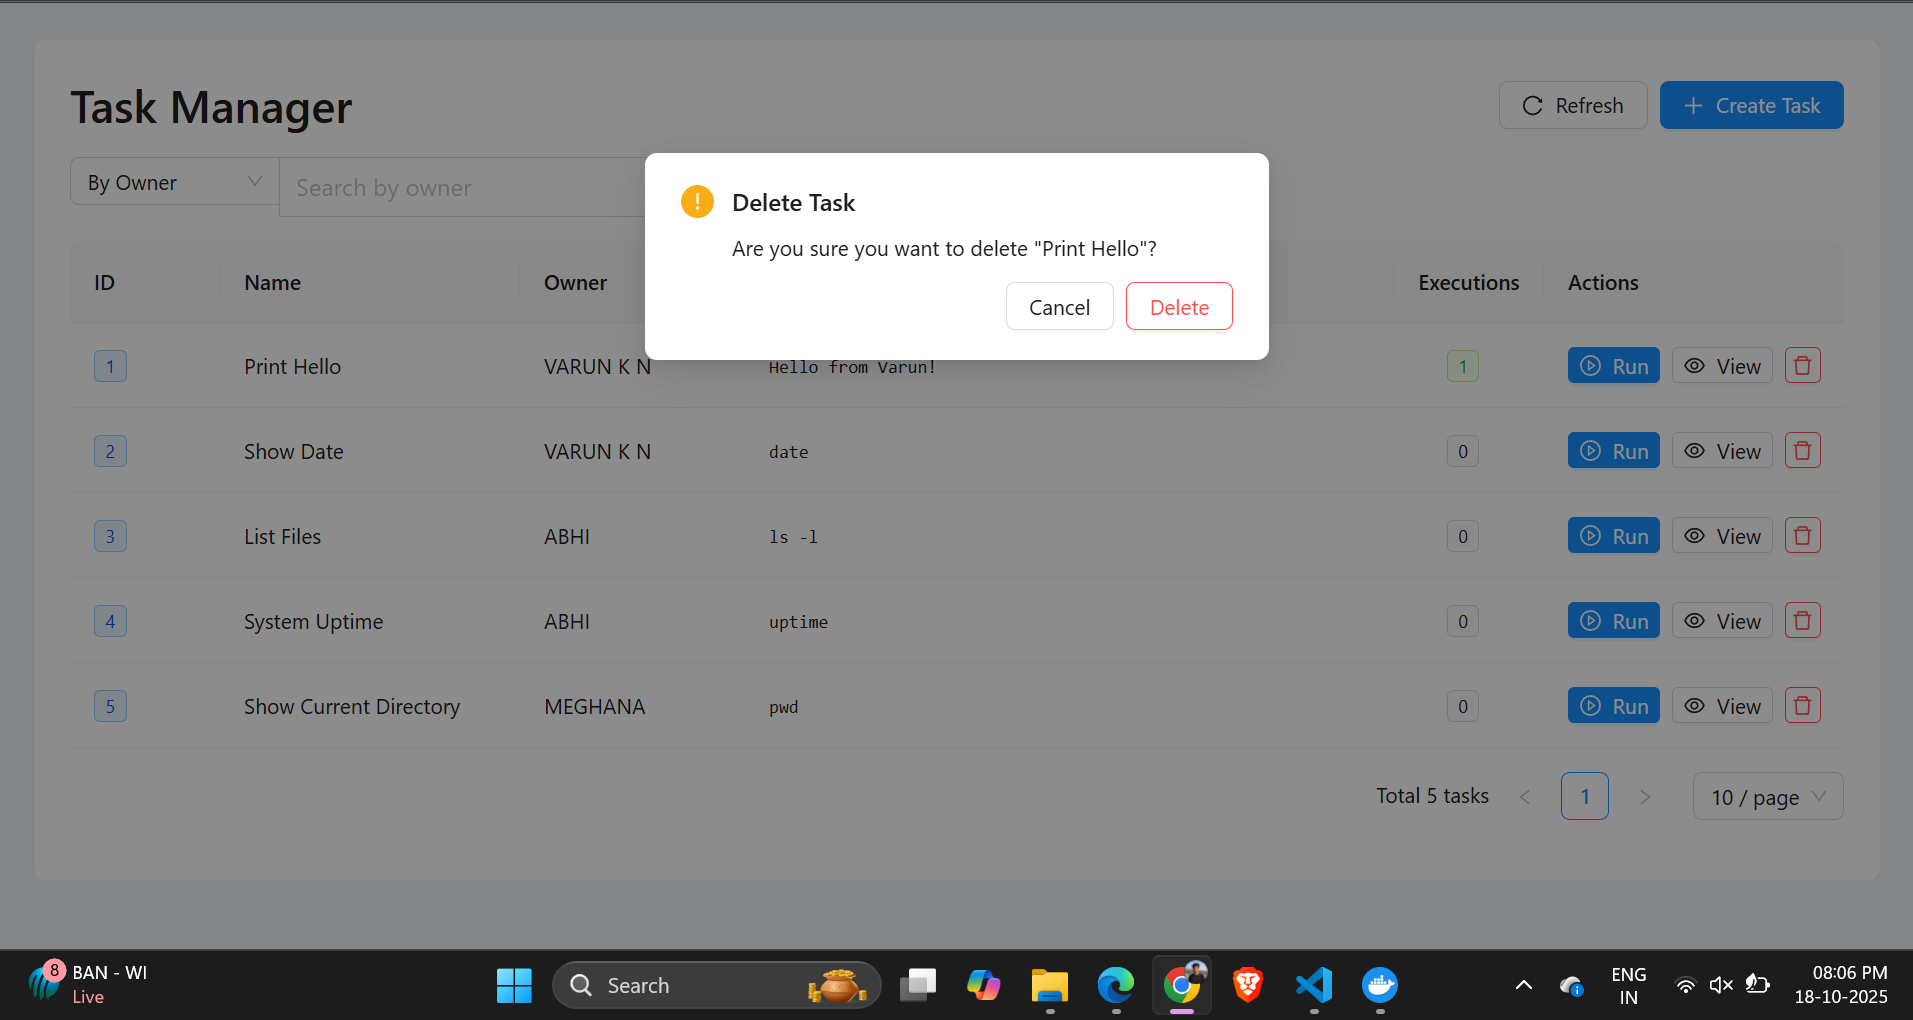 Task Manager
Refresh
+ Create Task
By Owner
Search by owner
! Delete Task
Are you sure you want to delete "Print Hello"?
Cancel
Delete
ID Name Owner Executions Actions
1 Print Hello VARUN K N Hello from Varun! 1 Run View
2 Show Date VARUN K N date 0 Run View
3 List Files ABHI ls -l 0 Run View
4 System Uptime ABHI uptime 0 Run View
5 Show Current Directory MEGHANA pwd 0 Run View
Total 5 tasks < 1 > 10 / page
8 BAN - WI
Live
Search
ENG
IN
08:06 PM
18-10-2025